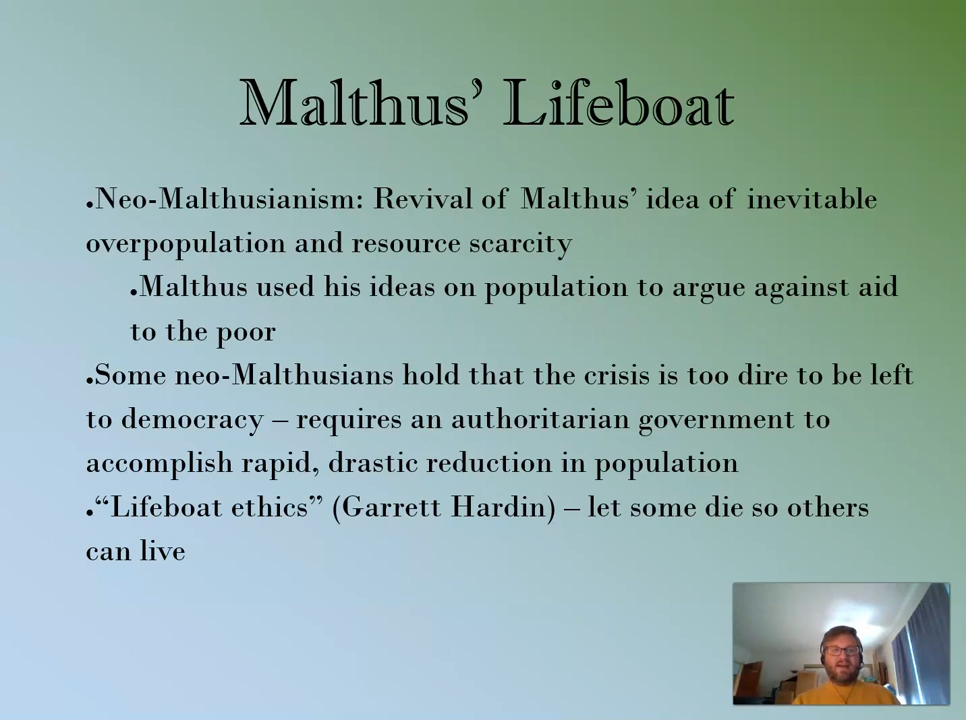 Malthus’ Lifeboat
.Neo-Malthusianism: Revival of Malthus’ idea of inevitable
overpopulation and resource scarcity
.Malthus used his ideas on population to argue against aid
to the poor
.Some neo-Malthusians hold that the crisis is too dire to be left
to democracy – requires an authoritarian government to
accomplish rapid, drastic reduction in population
.“Lifeboat ethics” (Garrett Hardin) – let some die so others
can live